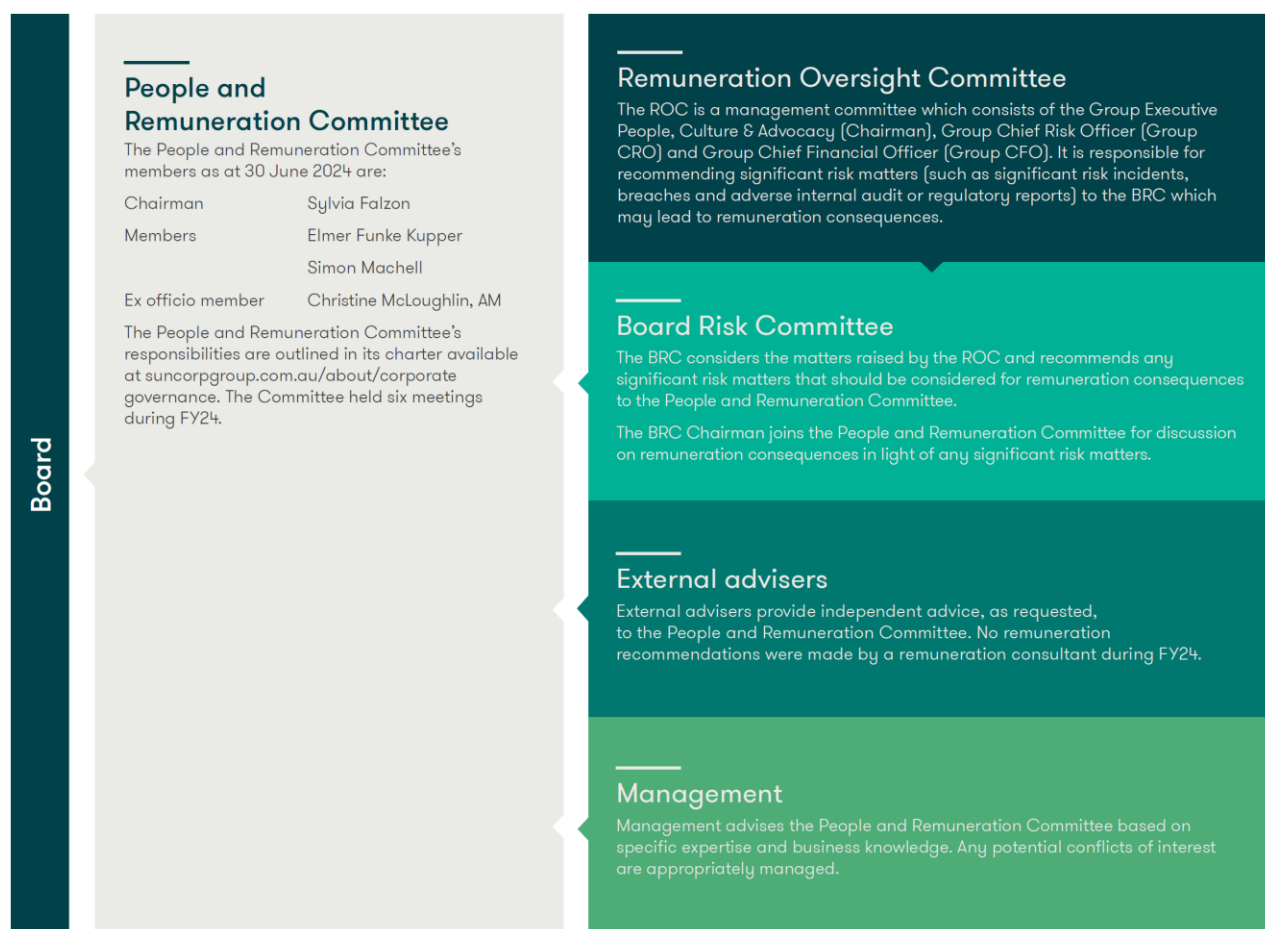 Board
People and
Remuneration Committee
The People and Remuneration Committee's
members as at 30 June 2024 are:
Chairman Sylvia Falzon
Members Elmer Funke Kupper
Simon Machell
Ex officio member Christine McLoughlin, AM
The People and Remuneration Committee's
responsibilities are outlined in its charter available
at suncorpgroup.com.au/about/corporate
governance. The Committee held six meetings
during FY24.
Remuneration Oversight Committee
The ROC is a management committee which consists of the Group Executive
People, Culture & Advocacy (Chairman), Group Chief Risk Officer (Group
CRO) and Group Chief Financial Officer (Group CFO). It is responsible for
recommending significant risk matters (such as significant risk incidents,
breaches and adverse internal audit or regulatory reports) to the BRC which
may lead to remuneration consequences.
Board Risk Committee
The BRC considers the matters raised by the ROC and recommends any
significant risk matters that should be considered for remuneration consequences
to the People and Remuneration Committee.
The BRC Chairman joins the People and Remuneration Committee for discussion
on remuneration consequences in light of any significant risk matters.
External advisers
External advisers provide independent advice, as requested,
to the People and Remuneration Committee. No remuneration
recommendations were made by a remuneration consultant during FY24.
Management
Management advises the People and Remuneration Committee based on
specific expertise and business knowledge. Any potential conflicts of interest
are appropriately managed.